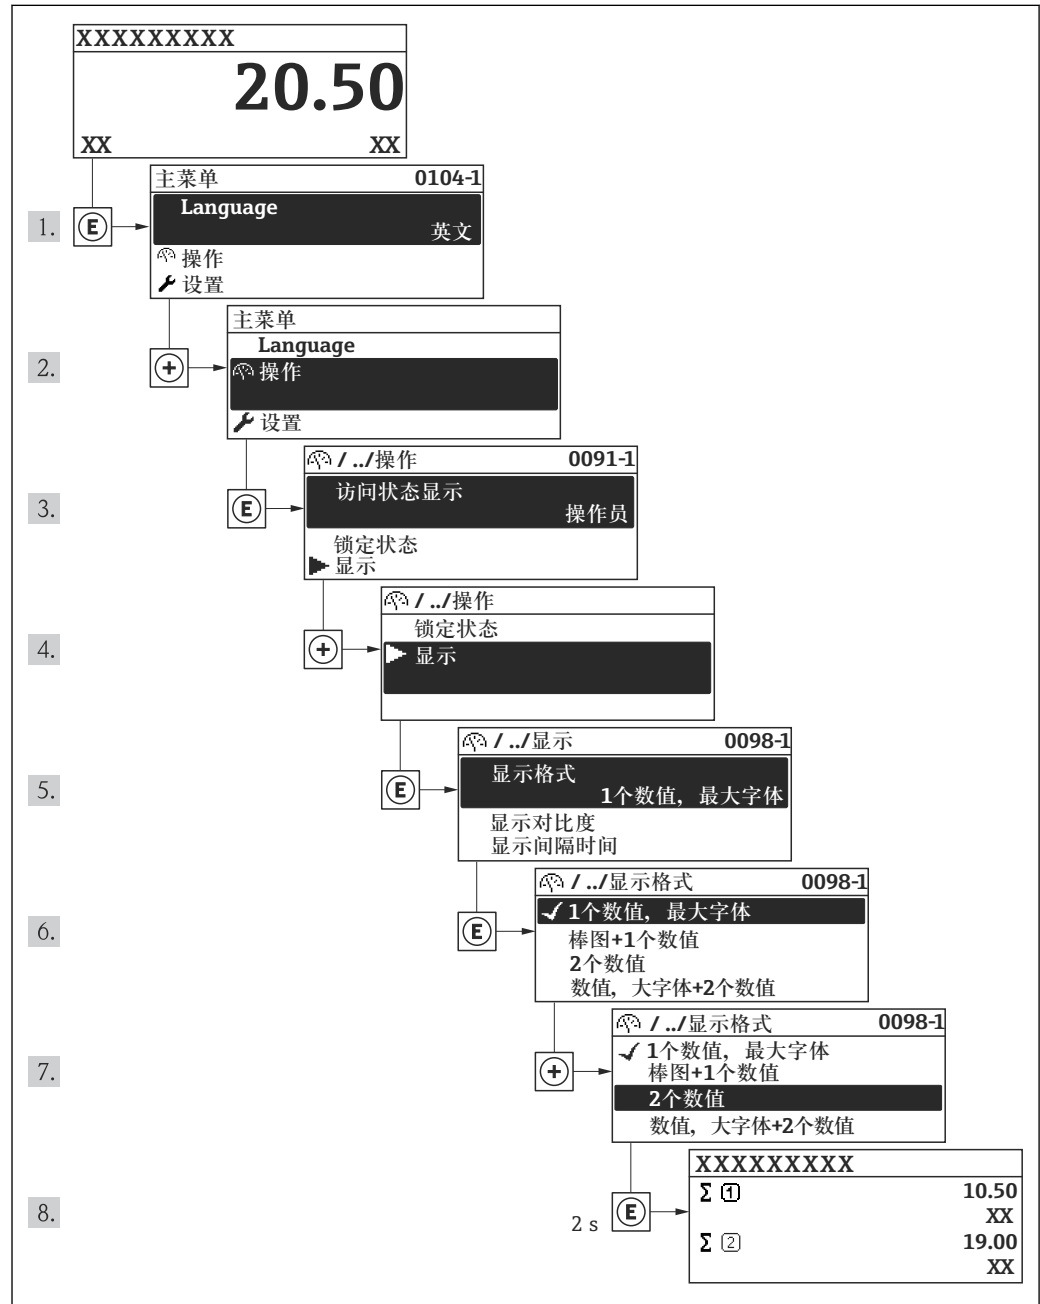 XXXXXXXXX
20.50
XX XX
主菜单 0104-1
Language
英文
1. E
操作
设置
主菜单
Language
2. + 操作
设置
/ ../操作 0091-1
访问状态显示
3. E 操作员
锁定状态
显示
/ ../操作
锁定状态
4. + 显示
/ ../显示 0098-1
显示格式
5. E 1个数值，最大字体
显示对比度
显示间隔时间
/ ../显示格式 0098-1
1个数值，最大字体
6. E 棒图+1个数值
2个数值
数值，大字体+2个数值
/ ../显示格式 0098-1
1个数值，最大字体
7. + 棒图+1个数值
2个数值
数值，大字体+2个数值
XXXXXXXXX
Σ 1 10.50
8. 2 s E XX
Σ 2 19.00
XX